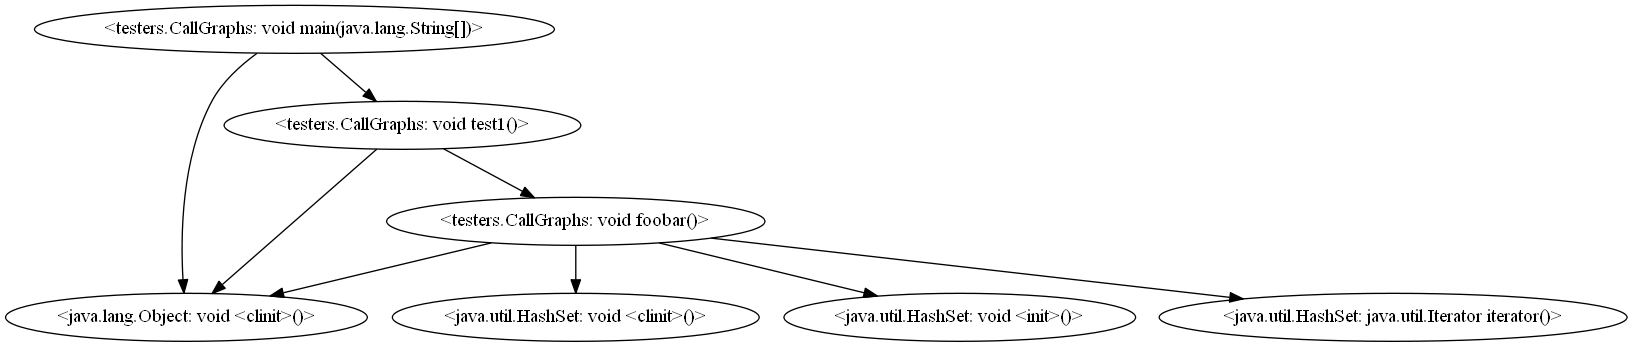 <testers.CallGraphs: void main(java.lang.String[])>
<testers.CallGraphs: void test1()>
<testers.CallGraphs: void foobar()>
<java.lang.Object: void <clinit>()>
<java.util.HashSet: void <clinit>()>
<java.util.HashSet: void <init>()>
<java.util.HashSet: java.util.Iterator iterator()>